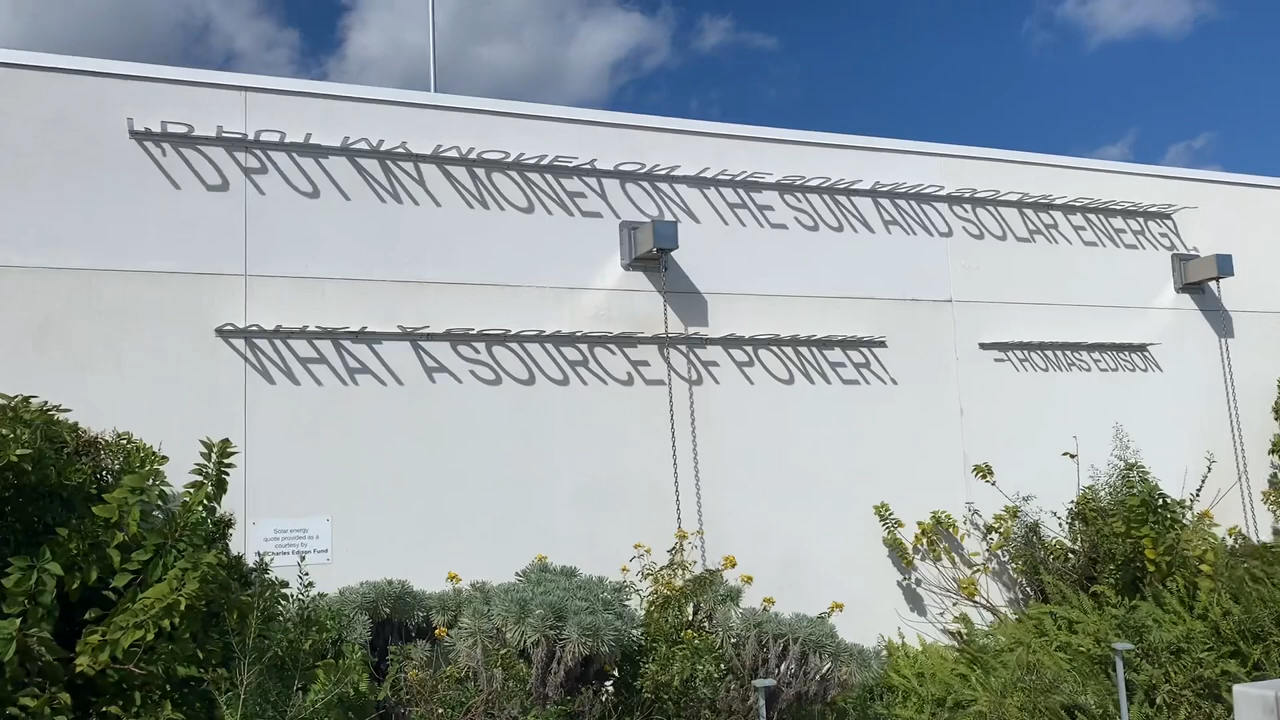 I'D PUT MY MONEY ON THE SUN AND SOLAR ENERGY.
WHAT A SOURCE OF POWER!
-THOMAS EDISON
Solar energy
quote provided as a
courtesy by
The Charles Edison Fund